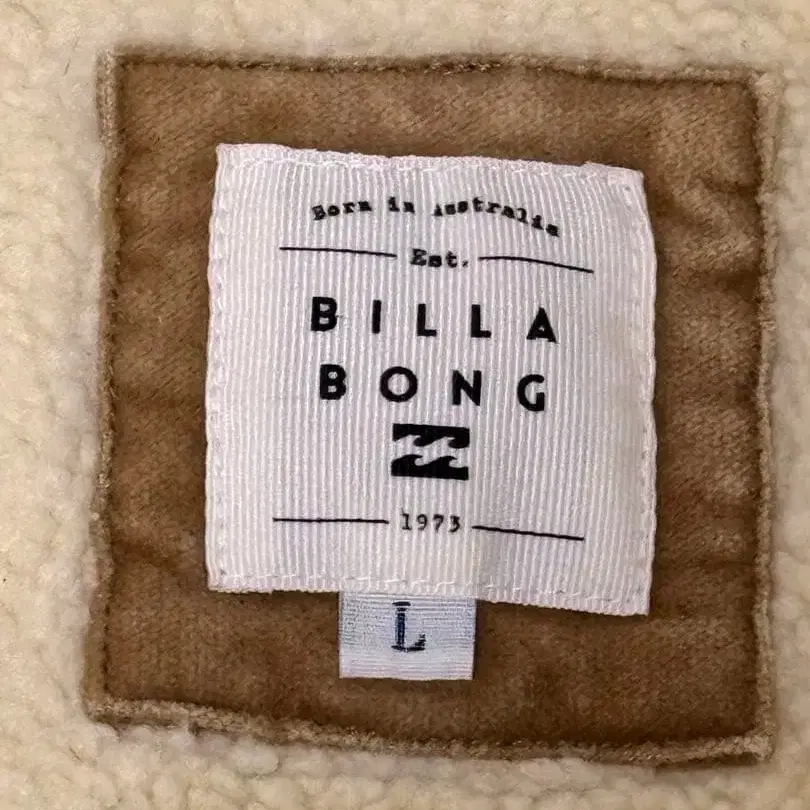 Born in Australia
Est.
BILLA
BONG
1973
L